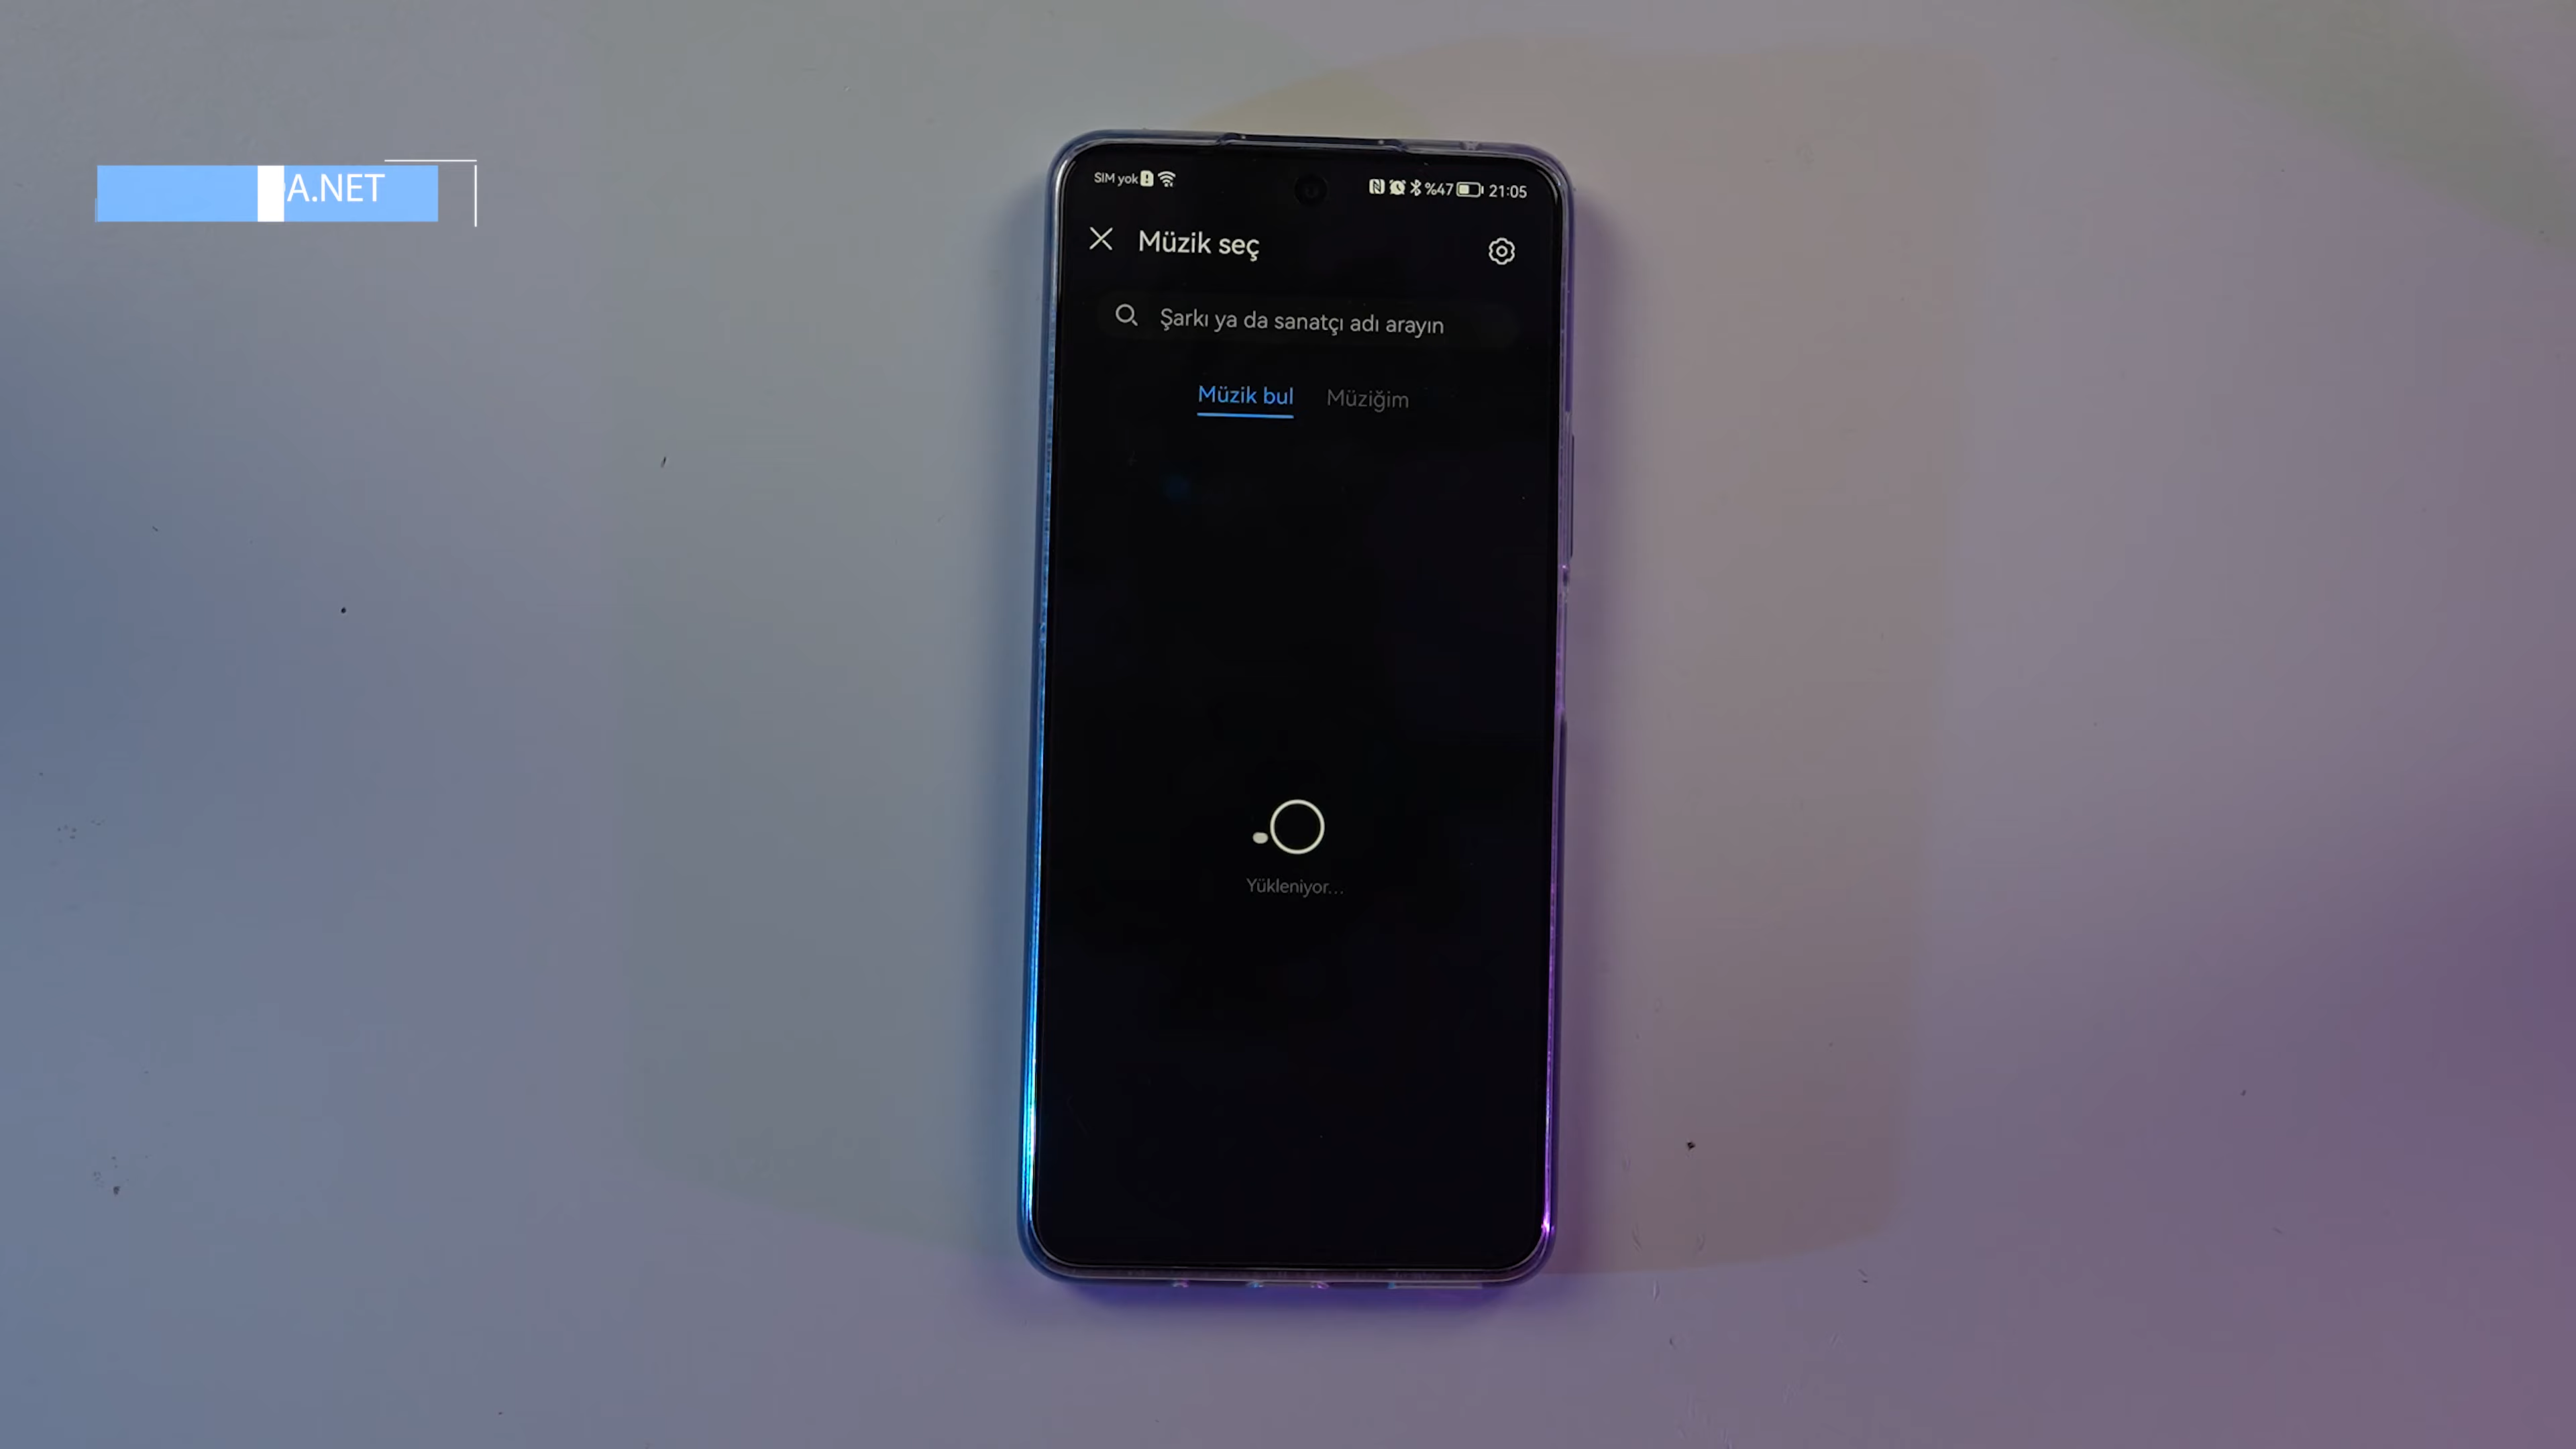 A.NET
SIM yok
%47 21:05
Müzik seç
Şarkı ya da sanatçı adı arayın
Müzik bul Müziğim
Yükleniyor...